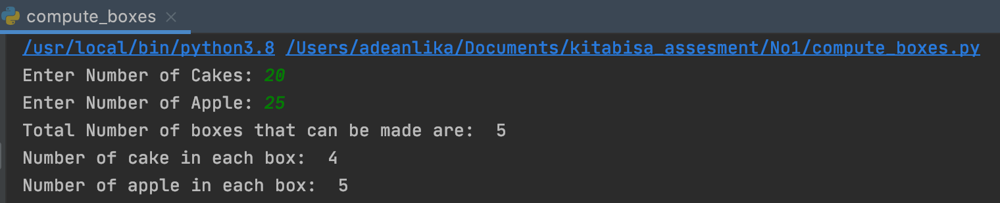 compute_boxes
/usr/local/bin/python3.8 /Users/adeanlika/Documents/kitabisa_assesment/No1/compute_boxes.py
Enter Number of Cakes: 20
Enter Number of Apple: 25
Total Number of boxes that can be made are:  5
Number of cake in each box:  4
Number of apple in each box:  5